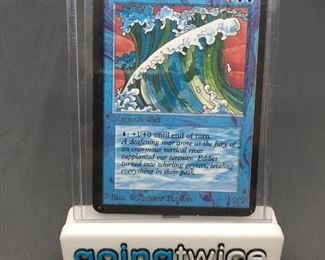 Summon Wall
: +1/+0 until end of turn.
A deafening roar arose as the fury of
an enormous vertical river
supplanted our serenity. Eddies
turned into whirling geysers, leveling
everything in their path.
Illus. © Richard Thomas
0/5
goingtwice